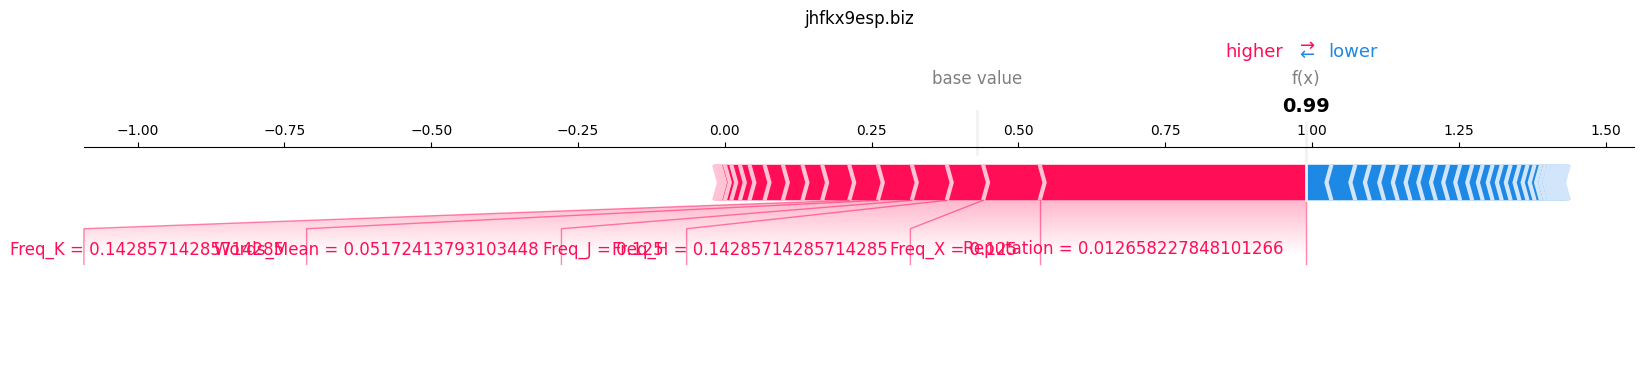 jhfkx9esp.biz
higher ⇄ lower
base value f(x)
0.99
−1.00 −0.75 −0.50 −0.25 0.00 0.25 0.50 0.75 1.00 1.25 1.50
Freq_K = 0.14285714285714285 Words_Mean = 0.05172413793103448 Freq_J = 0.125 Freq_H = 0.14285714285714285 Freq_X = 0.125 Reputation = 0.012658227848101266